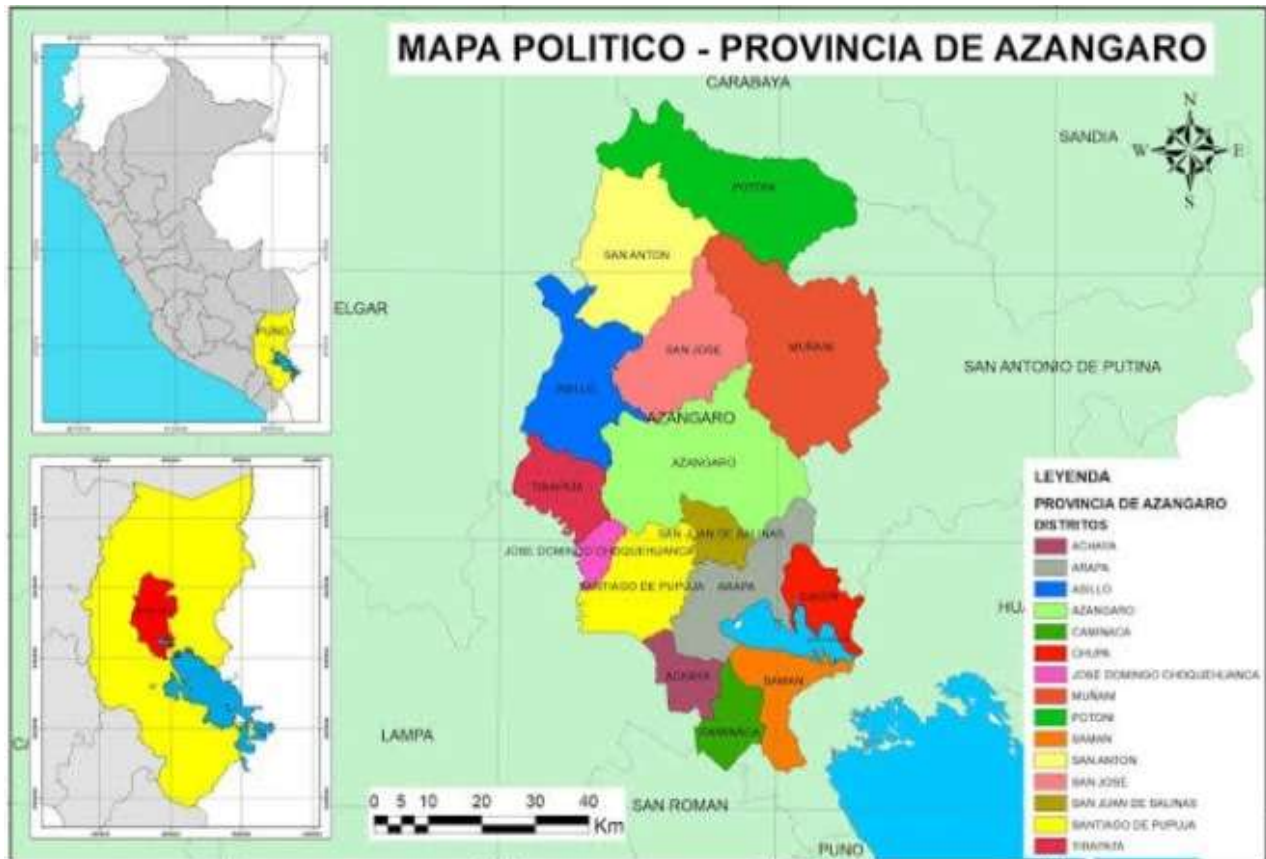 MAPA POLITICO - PROVINCIA DE AZANGARO
CARABAYA
SANDIA
N
W E
S
POTONI
SAN ANTON
ELGAR
PUNO
SAN JOSE
MUÑANI
SAN ANTONIO DE PUTINA
ASILLO
AZANGARO
AZANGARO
TIRAPATA
SAN JUAN DE SALINAS
JOSE DOMINGO CHOQUEHUANCA
SANTIAGO DE PUPUJA
ARAPA
CHUPA
ACHAYA
SAMAN
CAMINACA
LAMPA
SAN ROMAN
PUNO
0 5 10 20 30 40
Km
LEYENDA
PROVINCIA DE AZANGARO
DISTRITOS
ACHAYA
ARAPA
ASILLO
AZANGARO
CAMINACA
CHUPA
JOSE DOMINGO CHOQUEHUANCA
MUÑANI
POTONI
SAMAN
SAN ANTON
SAN JOSE
SAN JUAN DE SALINAS
SANTIAGO DE PUPUJA
TIRAPATA